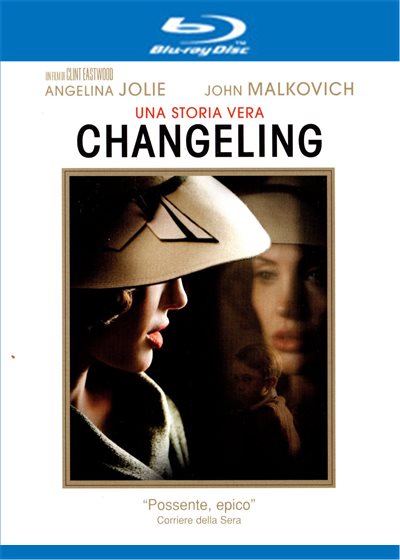 Blu-ray Disc
UN FILM DI CLINT EASTWOOD
ANGELINA JOLIE JOHN MALKOVICH
UNA STORIA VERA
CHANGELING
“Possente, epico”
Corriere della Sera